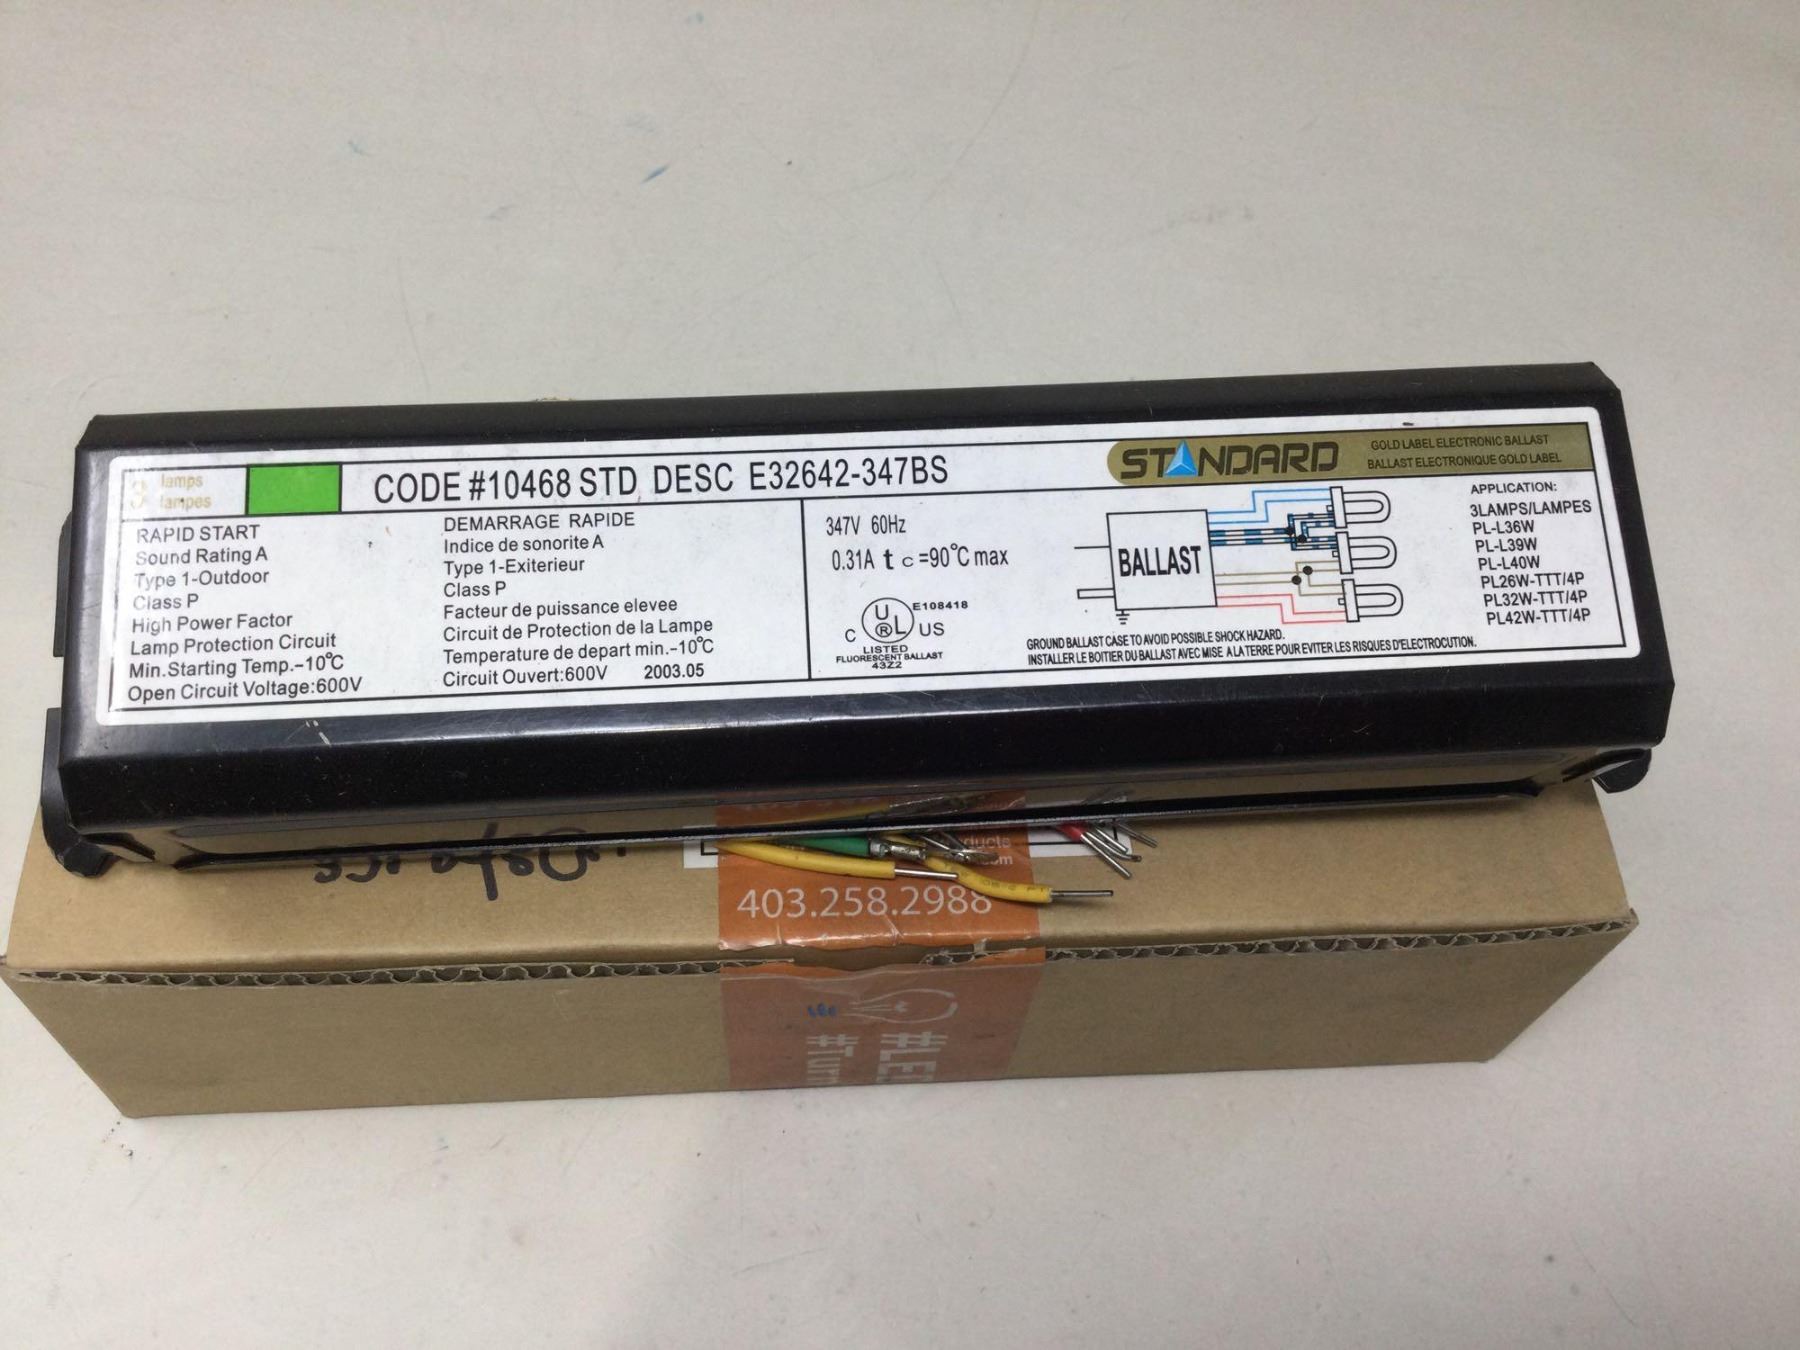 3 lamps
lampes
CODE #10468 STD DESC E32642-347BS
STANDARD
GOLD LABEL ELECTRONIC BALLAST
BALLAST ELECTRONIQUE GOLD LABEL
RAPID START
Sound Rating A
Type 1-Outdoor
Class P
High Power Factor
Lamp Protection Circuit
Min.Starting Temp.-10°C
Open Circuit Voltage:600V
DEMARRAGE RAPIDE
Indice de sonorite A
Type 1-Exiterieur
Class P
Facteur de puissance elevee
Circuit de Protection de la Lampe
Temperature de depart min.-10°C
Circuit Ouvert:600V 2003.05
347V 60Hz
0.31A tc=90°C max
C UL® US E108418
LISTED
FLUORESCENT BALLAST
43Z2
BALLAST
GROUND BALLAST CASE TO AVOID POSSIBLE SHOCK HAZARD.
INSTALLER LE BOITIER DU BALLAST AVEC MISE A LA TERRE POUR EVITER LES RISQUES D'ELECTROCUTION.
APPLICATION:
3LAMPS/LAMPES
PL-L36W
PL-L39W
PL-L40W
PL26W-TTT/4P
PL32W-TTT/4P
PL42W-TTT/4P
403.258.2988